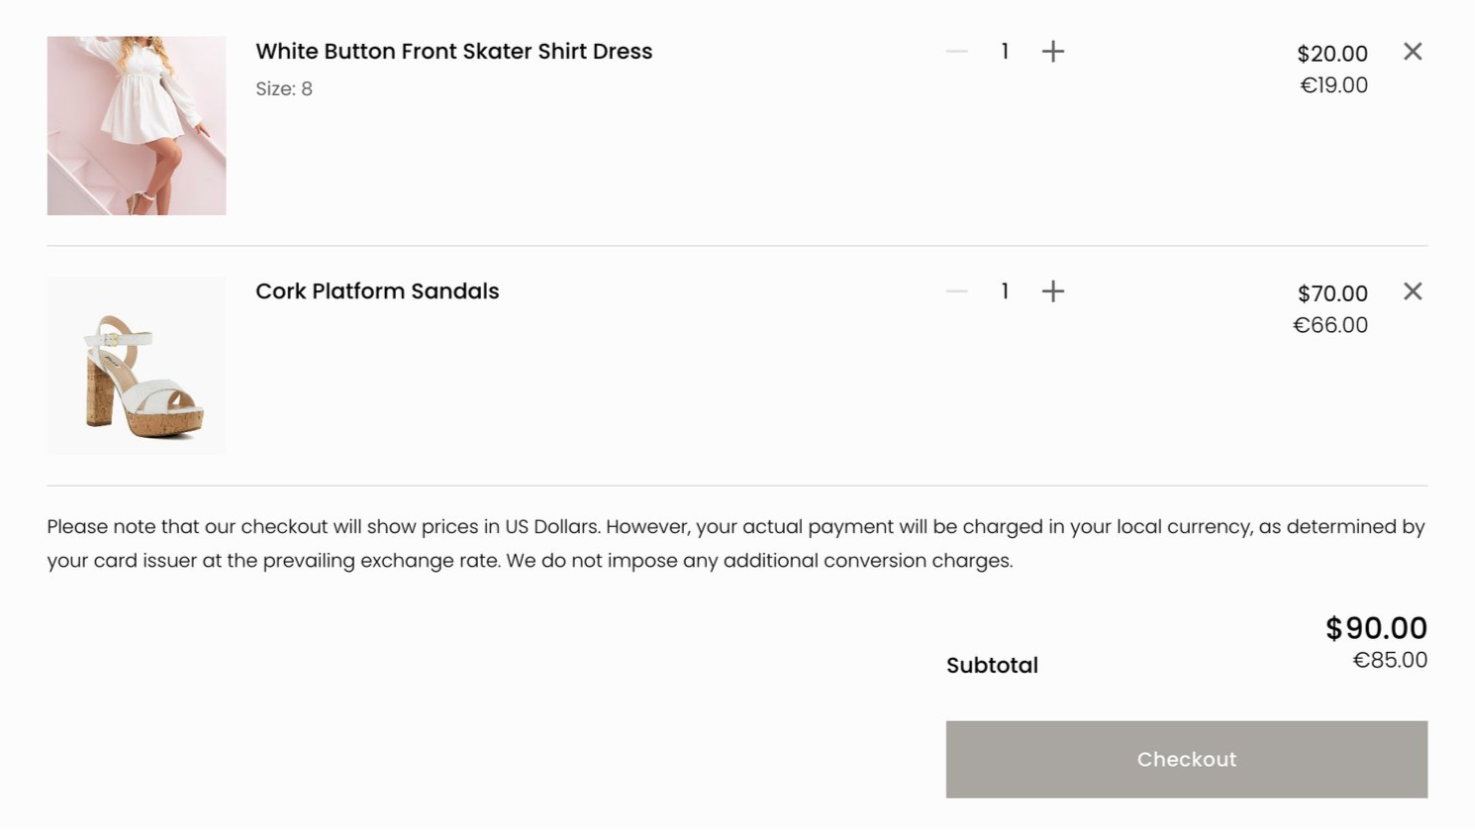 White Button Front Skater Shirt Dress
Size: 8
1
$20.00
€19.00
Cork Platform Sandals
1
$70.00
€66.00
Please note that our checkout will show prices in US Dollars. However, your actual payment will be charged in your local currency, as determined by
your card issuer at the prevailing exchange rate. We do not impose any additional conversion charges.
Subtotal
$90.00
€85.00
Checkout